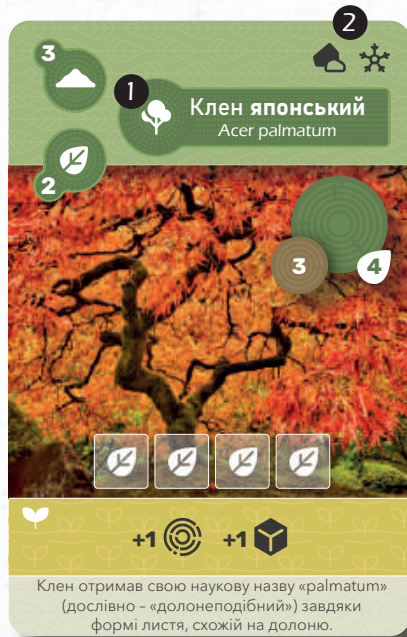 2
3
1
Клен японський
Acer palmatum
2
3
4
+1 +1
Клен отримав свою наукову назву «palmatum»
(дослівно – «долонеподібний») завдяки
формі листя, схожій на долоню.